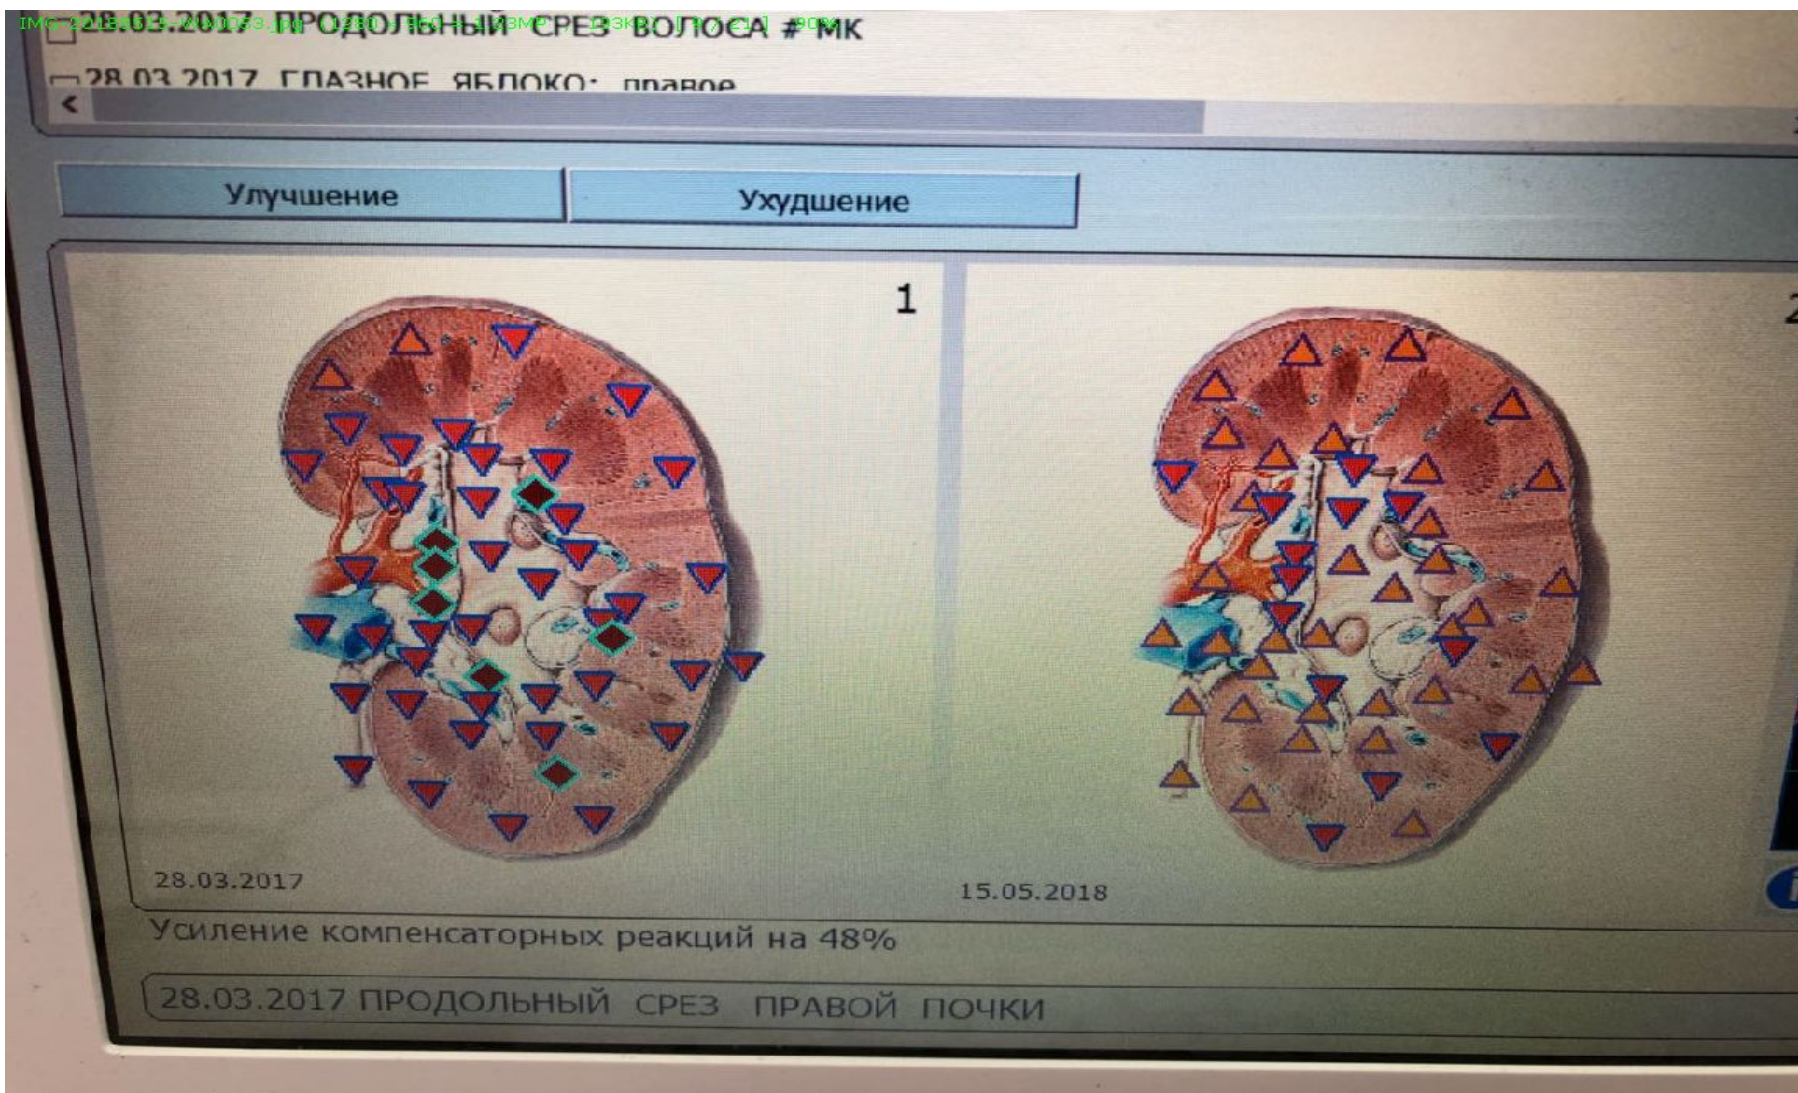 28.03.2017 ПРОДОЛЬНЫЙ СРЕЗ ВОЛОСА # МК
28.03.2017 ГЛАЗНОЕ ЯБЛОКО: правое
<
Улучшение
Ухудшение
1
2
28.03.2017
15.05.2018
Усиление компенсаторных реакций на 48%
28.03.2017 ПРОДОЛЬНЫЙ СРЕЗ ПРАВОЙ ПОЧКИ